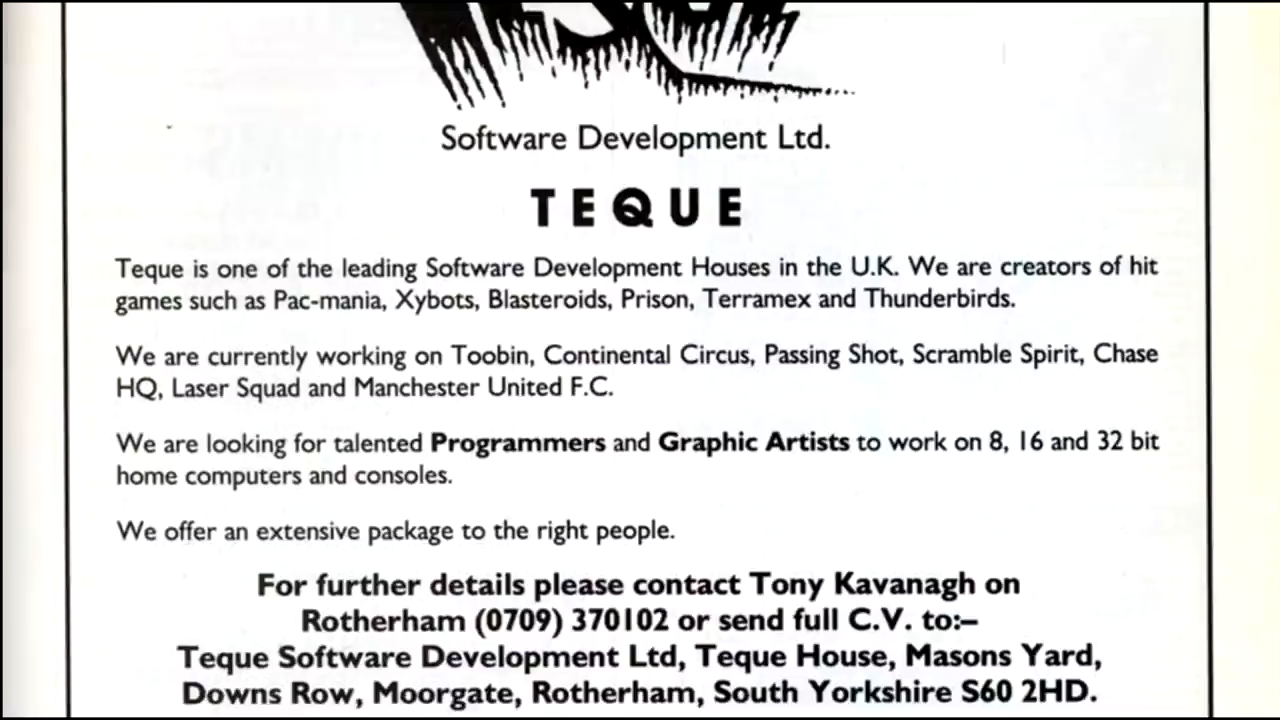 Software Development Ltd.
TEQUE
Teque is one of the leading Software Development Houses in the U.K. We are creators of hit
games such as Pac-mania, Xybots, Blasteroids, Prison, Terramex and Thunderbirds.
We are currently working on Toobin, Continental Circus, Passing Shot, Scramble Spirit, Chase
HQ, Laser Squad and Manchester United F.C.
We are looking for talented Programmers and Graphic Artists to work on 8, 16 and 32 bit
home computers and consoles.
We offer an extensive package to the right people.
For further details please contact Tony Kavanagh on
Rotherham (0709) 370102 or send full C.V. to:–
Teque Software Development Ltd, Teque House, Masons Yard,
Downs Row, Moorgate, Rotherham, South Yorkshire S60 2HD.